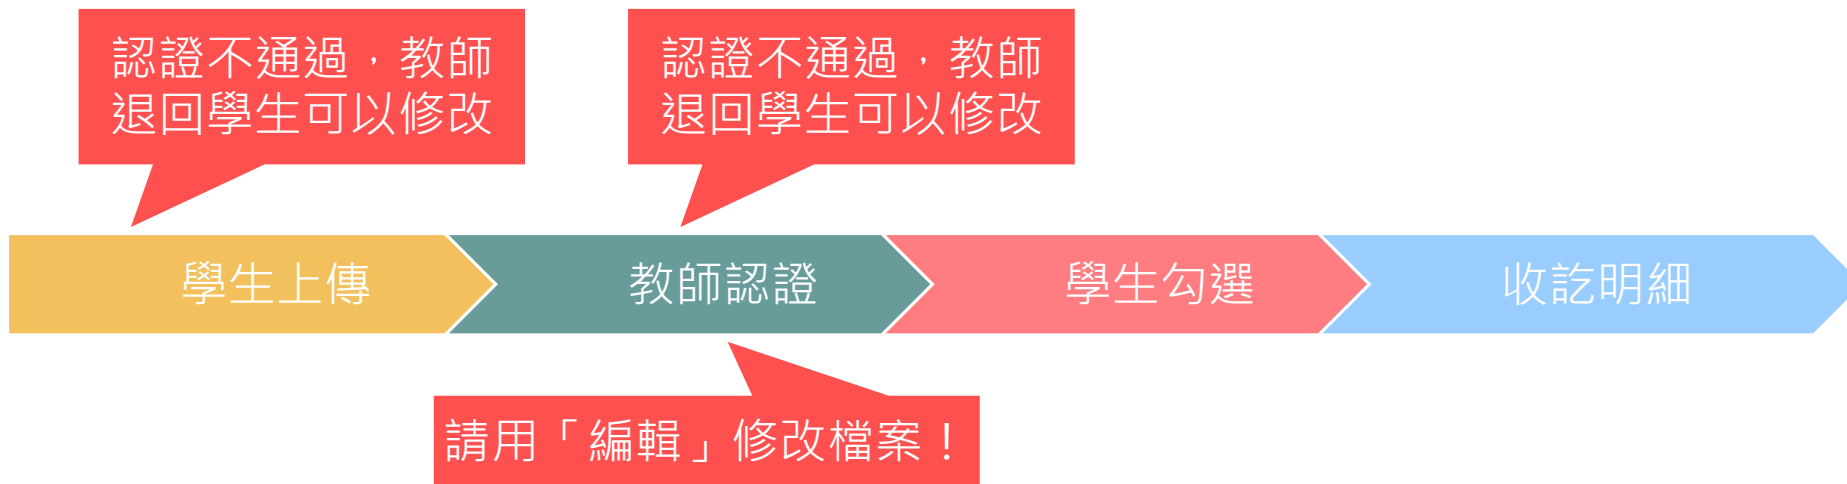 認證不通過，教師
退回學生可以修改
認證不通過，教師
退回學生可以修改
學生上傳
教師認證
學生勾選
收訖明細
請用「編輯」修改檔案！